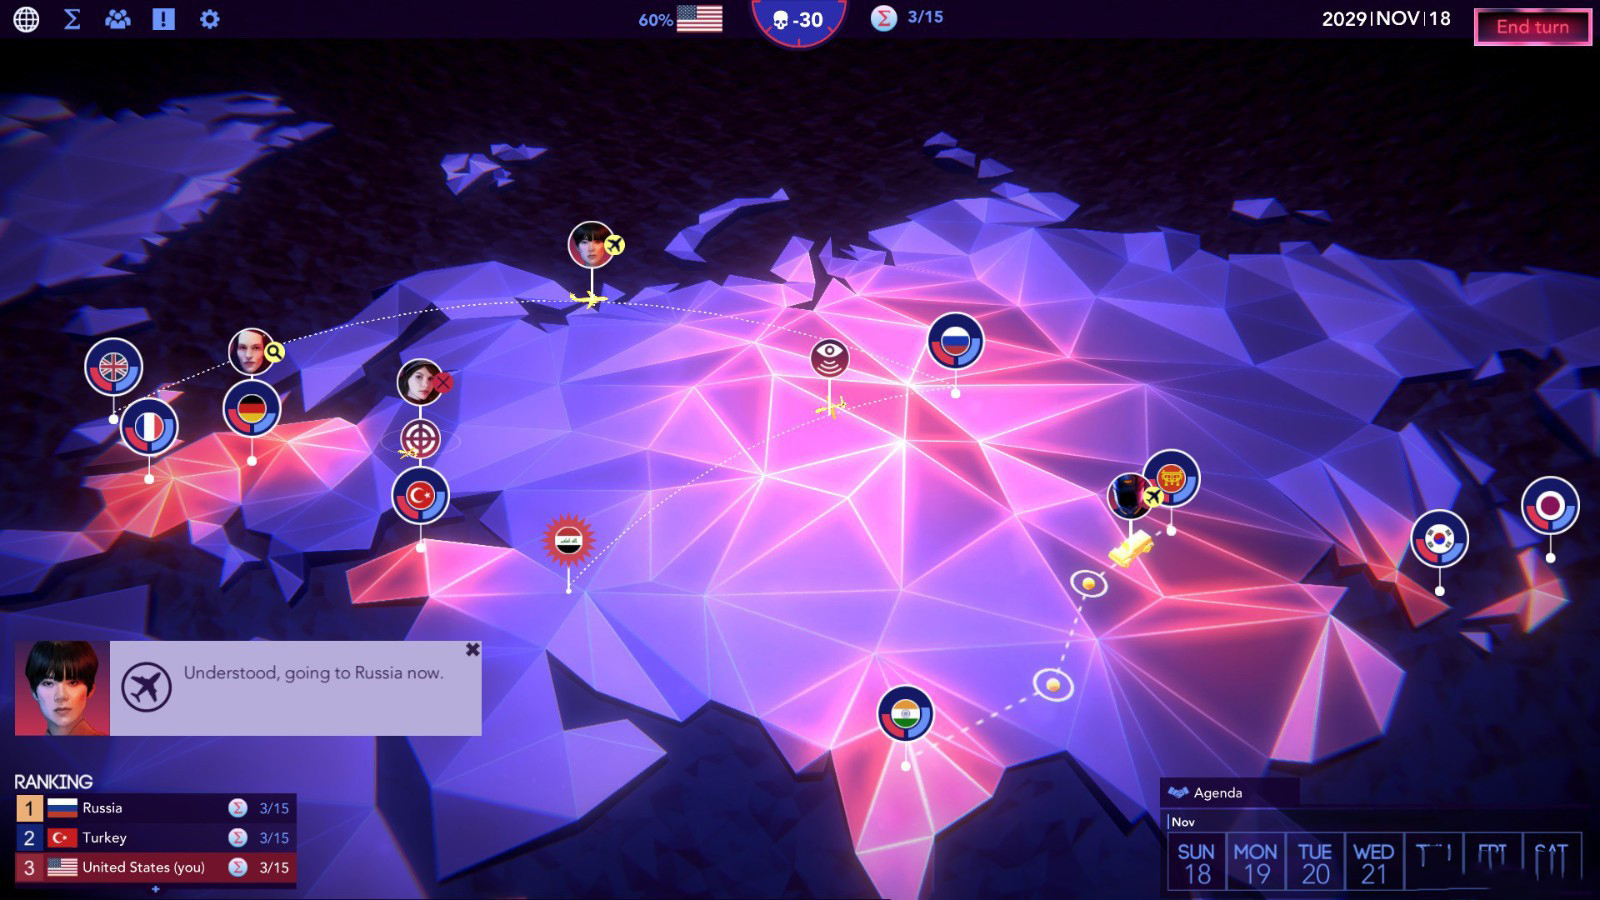 60%
-30
3/15
2029|NOV|18
End turn
Understood, going to Russia now.
RANKING
1 Russia 3/15
2 Turkey 3/15
3 United States (you) 3/15
Agenda
Nov
SUN MON TUE WED
18 19 20 21